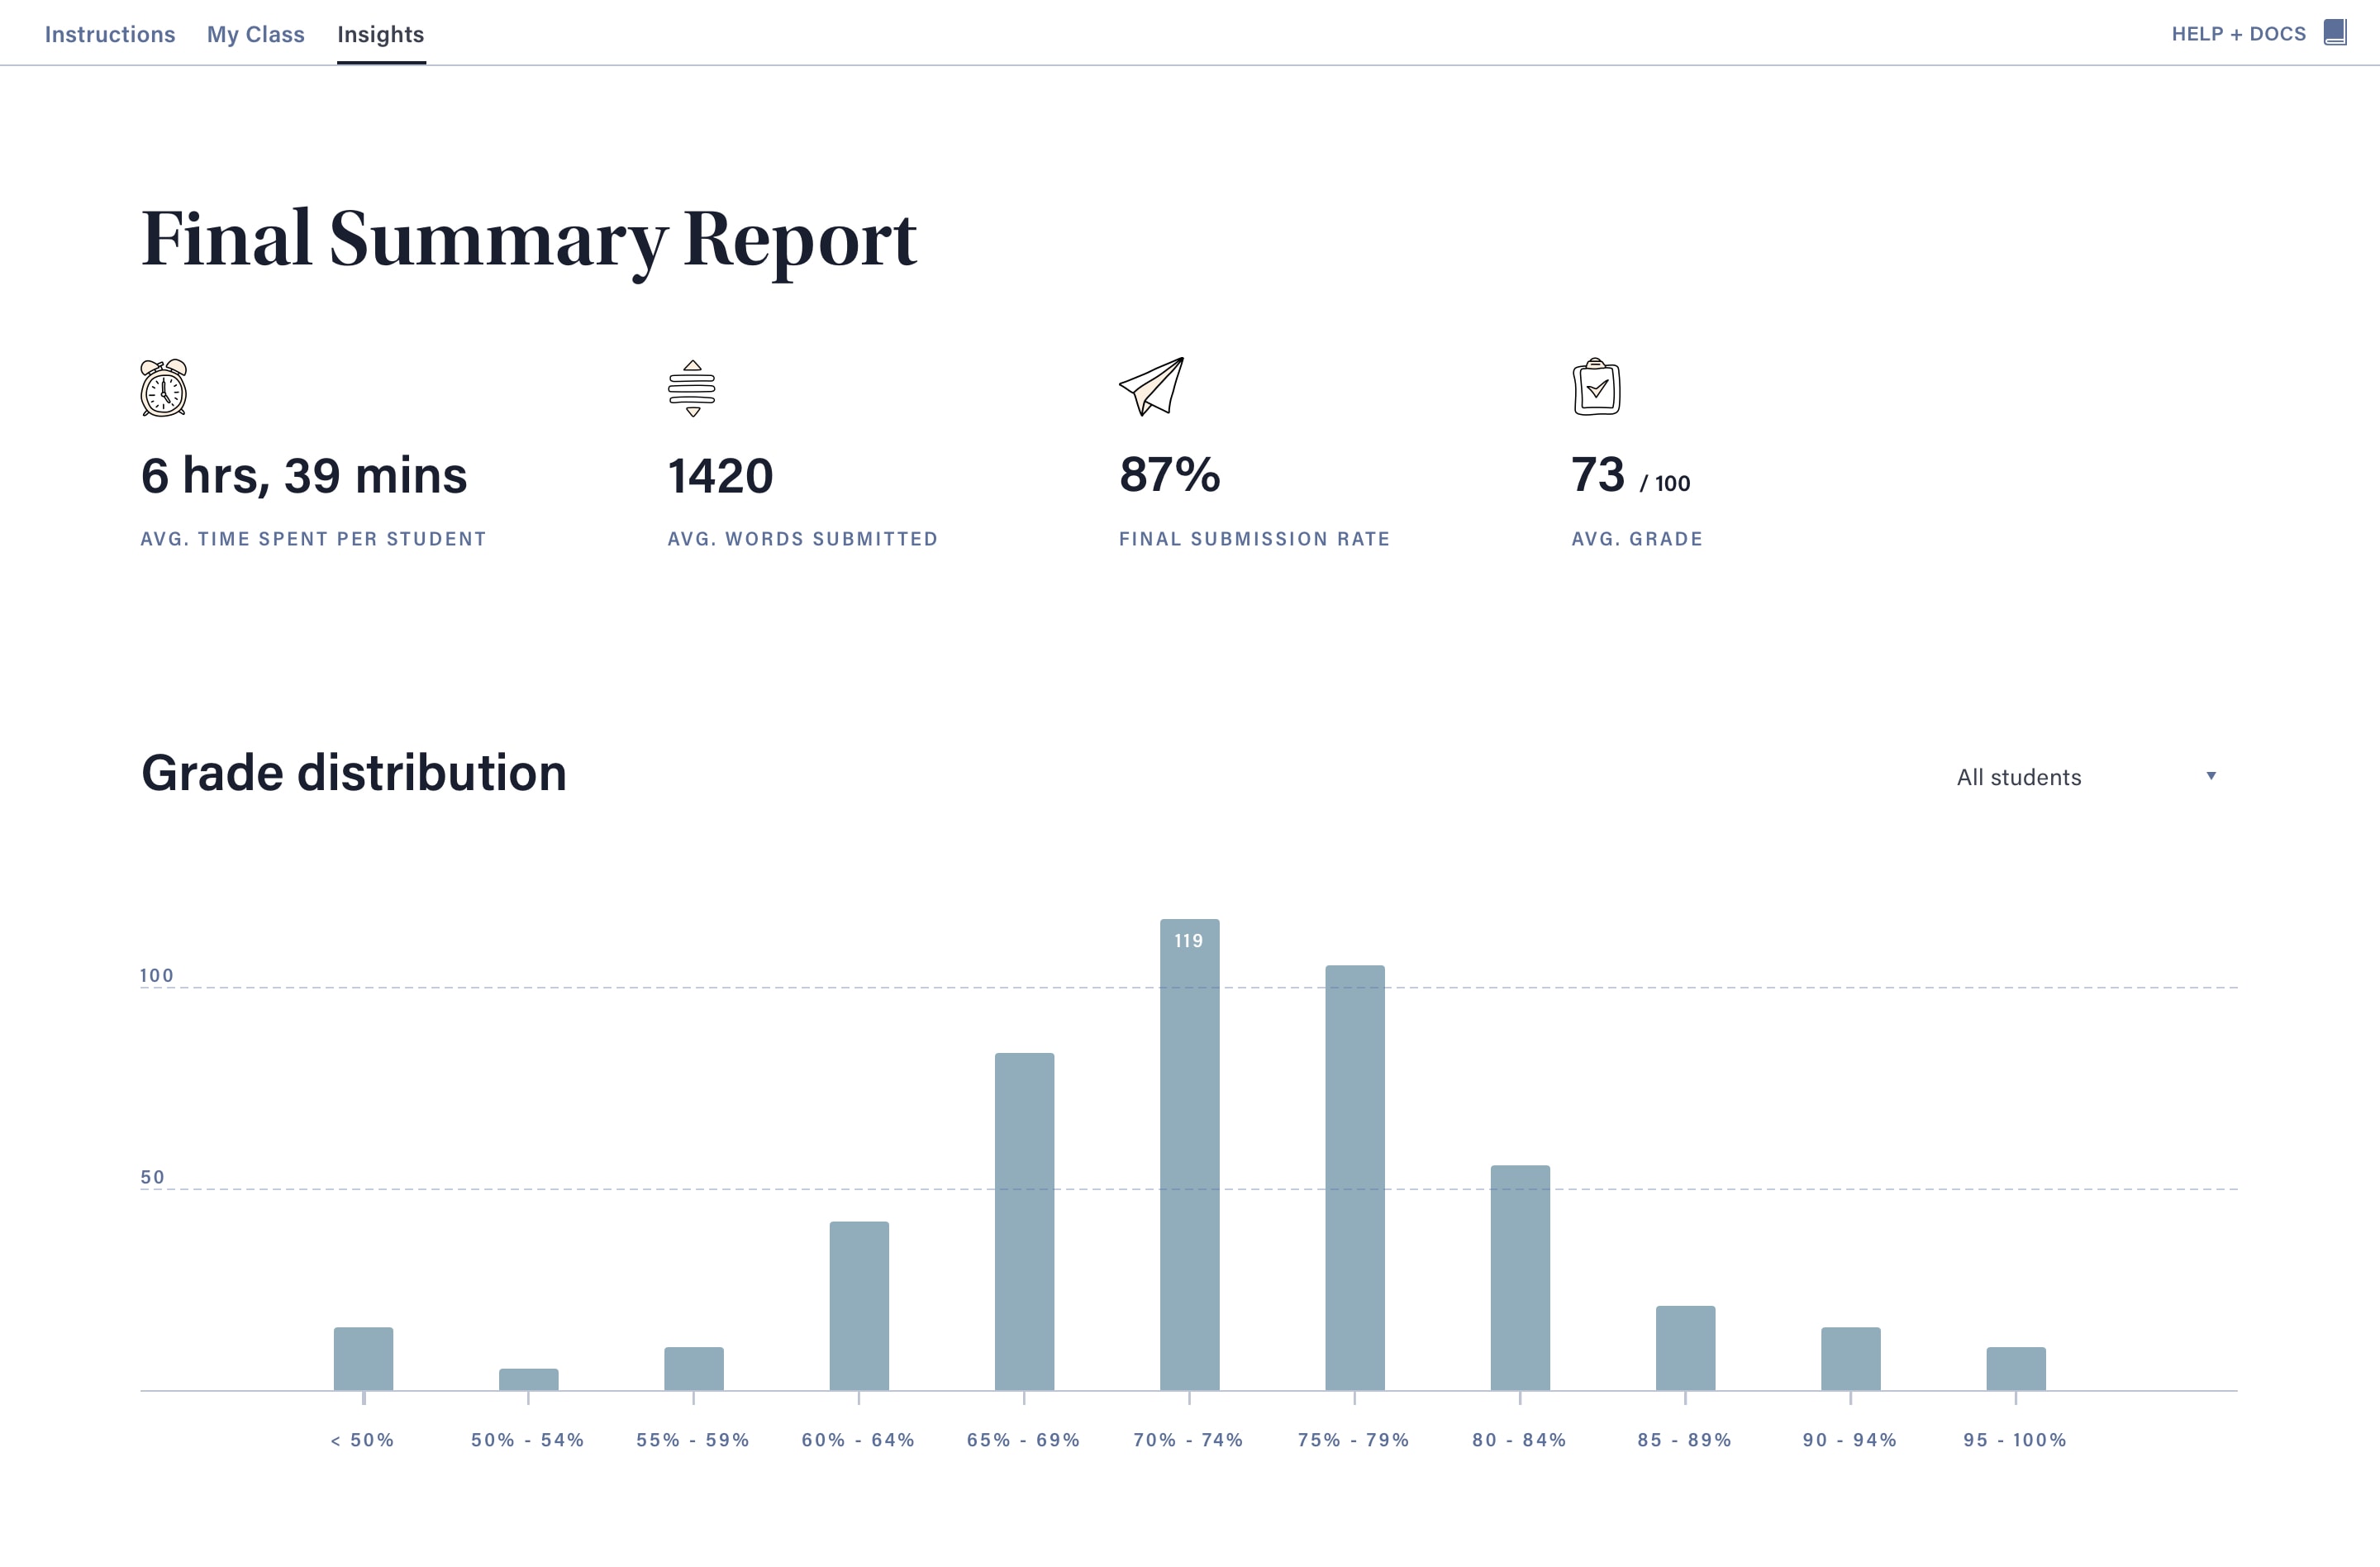 Instructions My Class Insights HELP + DOCS
Final Summary Report
6 hrs, 39 mins 1420 87% 73 / 100
AVG. TIME SPENT PER STUDENT AVG. WORDS SUBMITTED FINAL SUBMISSION RATE AVG. GRADE
Grade distribution All students
119
100
50
< 50% 50% - 54% 55% - 59% 60% - 64% 65% - 69% 70% - 74% 75% - 79% 80 - 84% 85 - 89% 90 - 94% 95 - 100%